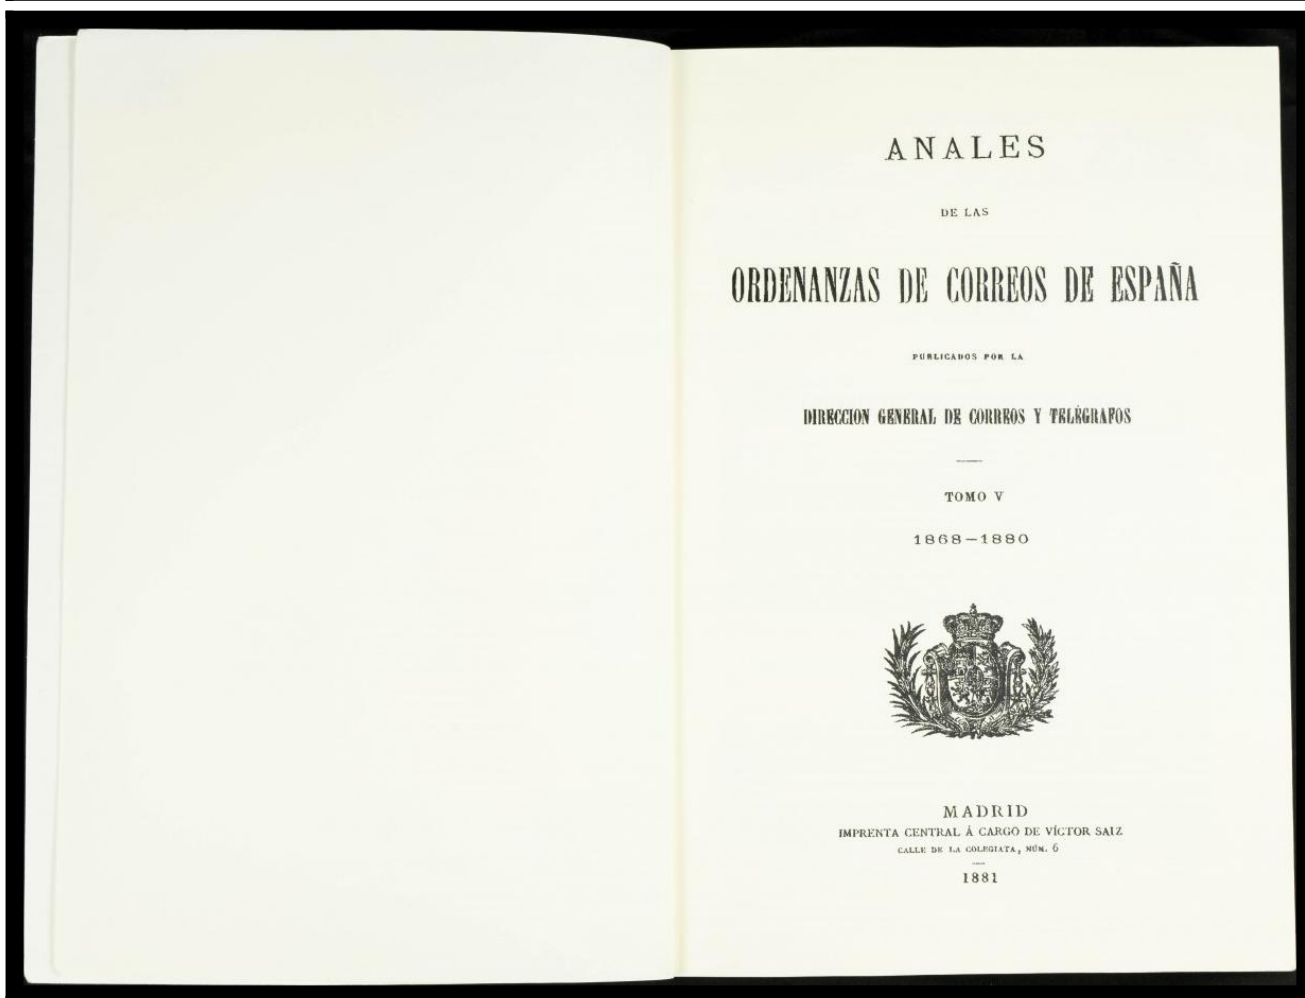 ANALES
DE LAS
ORDENANZAS DE CORREOS DE ESPAÑA
PUBLICADOS POR LA
DIRECCION GENERAL DE CORREOS Y TELÉGRAFOS
TOMO V
1868–1880
MADRID
IMPRENTA CENTRAL Á CARGO DE VÍCTOR SAIZ
CALLE DE LA COLEGIATA, NÚM. 6
1881